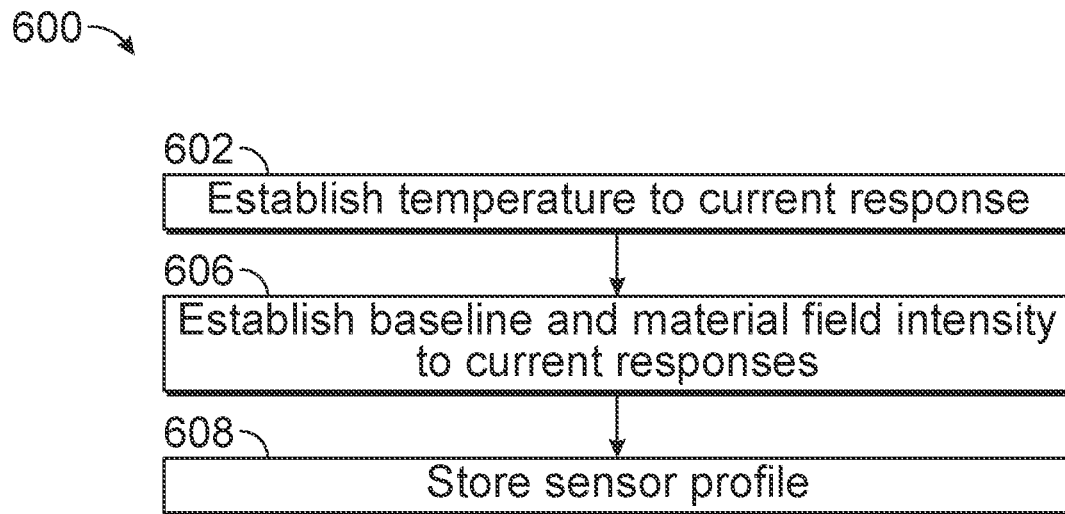 600
602
Establish temperature to current response
606
Establish baseline and material field intensity
to current responses
608
Store sensor profile